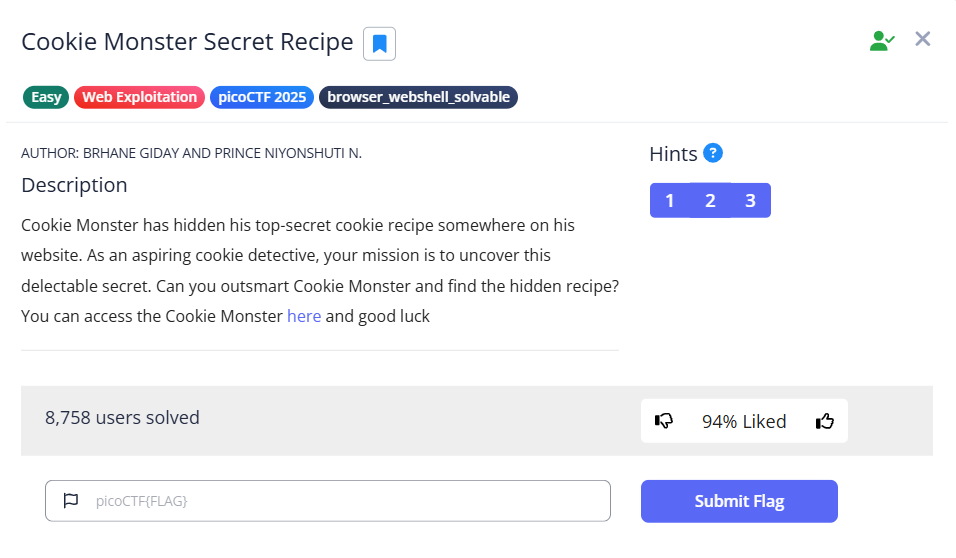 Cookie Monster Secret Recipe
Easy Web Exploitation picoCTF 2025 browser_webshell_solvable
AUTHOR: BRHANE GIDAY AND PRINCE NIYONSHUTI N.
Description
Cookie Monster has hidden his top-secret cookie recipe somewhere on his
website. As an aspiring cookie detective, your mission is to uncover this
delectable secret. Can you outsmart Cookie Monster and find the hidden recipe?
You can access the Cookie Monster here and good luck
Hints ?
1 2 3
8,758 users solved
94% Liked
picoCTF{FLAG}
Submit Flag